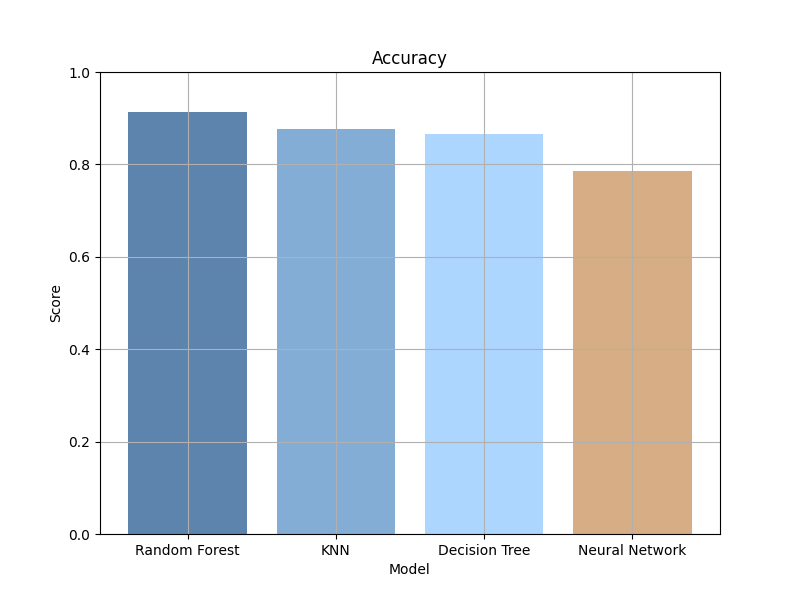 Accuracy
1.0
0.8
0.6
0.4
0.2
0.0
Score
Random Forest
KNN
Decision Tree
Neural Network
Model